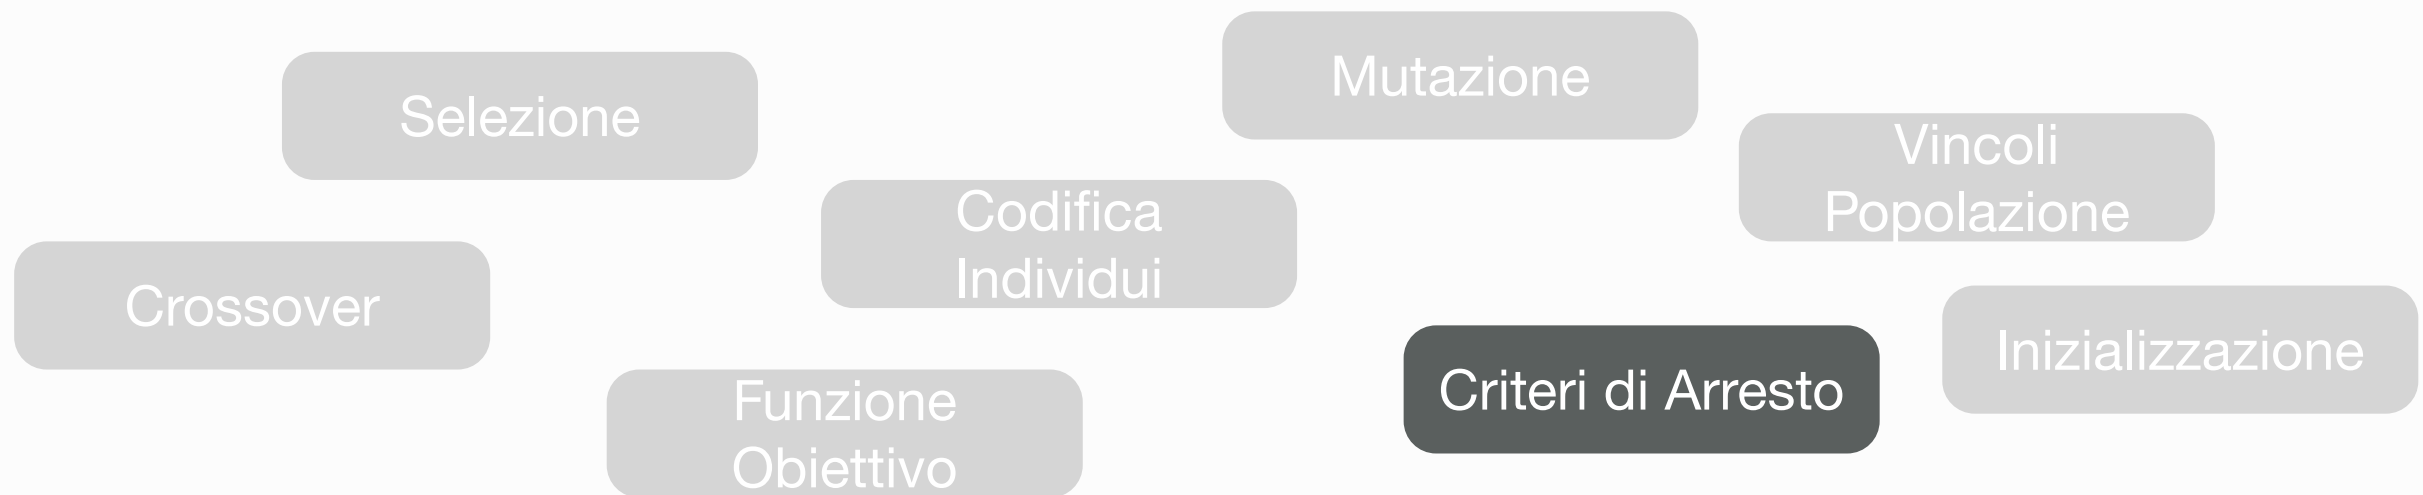 Mutazione
Selezione
Vincoli
Popolazione
Codifica
Individui
Crossover
Inizializzazione
Criteri di Arresto
Funzione
Obiettivo